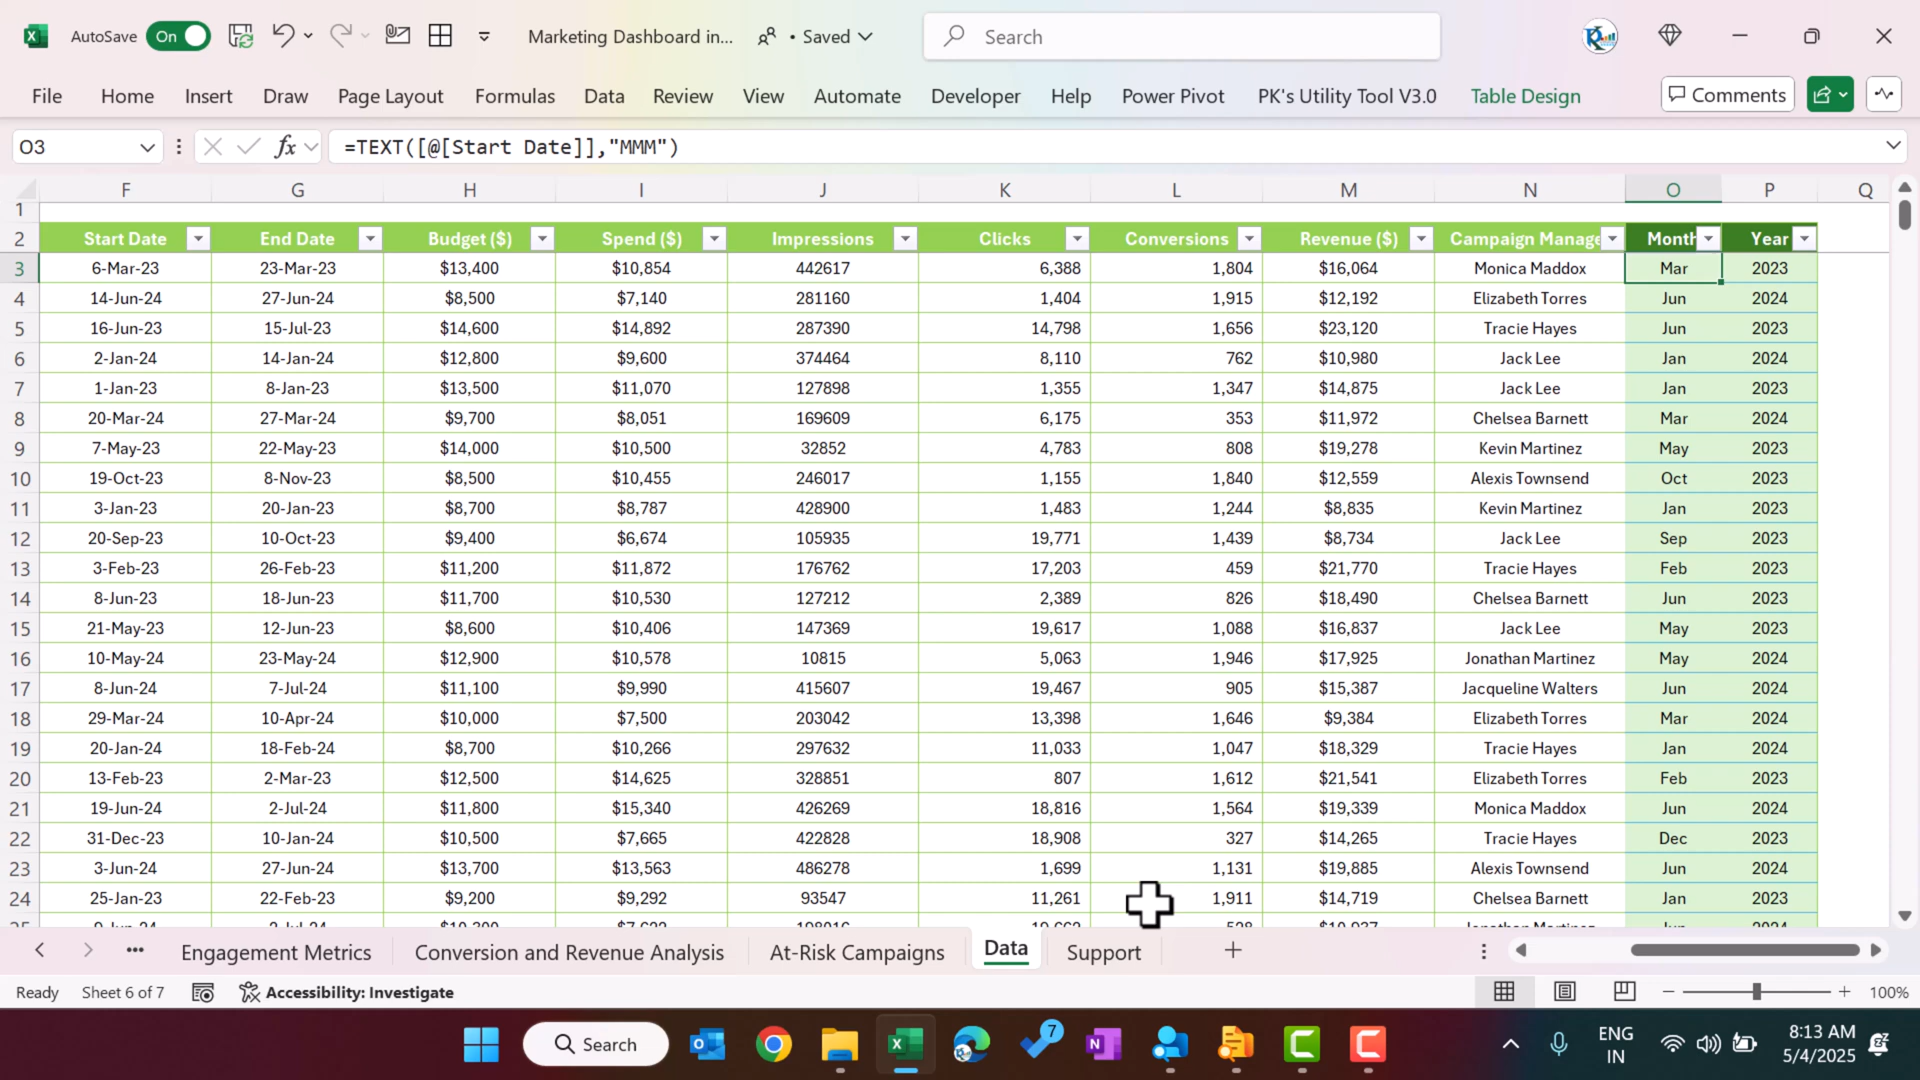 AutoSave On Marketing Dashboard in... • Saved Search
File Home Insert Draw Page Layout Formulas Data Review View Automate Developer Help Power Pivot PK's Utility Tool V3.0 Table Design Comments
O3 fx =TEXT([@[Start Date]],"MMM")
F G H I J K L M N O P Q
1
2 Start Date End Date Budget ($) Spend ($) Impressions Clicks Conversions Revenue ($) Campaign Manage Month Year
3 6-Mar-23 23-Mar-23 $13,400 $10,854 442617 6,388 1,804 $16,064 Monica Maddox Mar 2023
4 14-Jun-24 27-Jun-24 $8,500 $7,140 281160 1,404 1,915 $12,192 Elizabeth Torres Jun 2024
5 16-Jun-23 15-Jul-23 $14,600 $14,892 287390 14,798 1,656 $23,120 Tracie Hayes Jun 2023
6 2-Jan-24 14-Jan-24 $12,800 $9,600 374464 8,110 762 $10,980 Jack Lee Jan 2024
7 1-Jan-23 8-Jan-23 $13,500 $11,070 127898 1,355 1,347 $14,875 Jack Lee Jan 2023
8 20-Mar-24 27-Mar-24 $9,700 $8,051 169609 6,175 353 $11,972 Chelsea Barnett Mar 2024
9 7-May-23 22-May-23 $14,000 $10,500 32852 4,783 808 $19,278 Kevin Martinez May 2023
10 19-Oct-23 8-Nov-23 $8,500 $10,455 246017 1,155 1,840 $12,559 Alexis Townsend Oct 2023
11 3-Jan-23 20-Jan-23 $8,700 $8,787 428900 1,483 1,244 $8,835 Kevin Martinez Jan 2023
12 20-Sep-23 10-Oct-23 $9,400 $6,674 105935 19,771 1,439 $8,734 Jack Lee Sep 2023
13 3-Feb-23 26-Feb-23 $11,200 $11,872 176762 17,203 459 $21,770 Tracie Hayes Feb 2023
14 8-Jun-23 18-Jun-23 $11,700 $10,530 127212 2,389 826 $18,490 Chelsea Barnett Jun 2023
15 21-May-23 12-Jun-23 $8,600 $10,406 147369 19,617 1,088 $16,837 Jack Lee May 2023
16 10-May-24 23-May-24 $12,900 $10,578 10815 5,063 1,946 $17,925 Jonathan Martinez May 2024
17 8-Jun-24 7-Jul-24 $11,100 $9,990 415607 19,467 905 $15,387 Jacqueline Walters Jun 2024
18 29-Mar-24 10-Apr-24 $10,000 $7,500 203042 13,398 1,646 $9,384 Elizabeth Torres Mar 2024
19 20-Jan-24 18-Feb-24 $8,700 $10,266 297632 11,033 1,047 $18,329 Tracie Hayes Jan 2024
20 13-Feb-23 2-Mar-23 $12,500 $14,625 328851 807 1,612 $21,541 Elizabeth Torres Feb 2023
21 19-Jun-24 2-Jul-24 $11,800 $15,340 426269 18,816 1,564 $19,339 Monica Maddox Jun 2024
22 31-Dec-23 10-Jan-24 $10,500 $7,665 422828 18,908 327 $14,265 Tracie Hayes Dec 2023
23 3-Jun-24 27-Jun-24 $13,700 $13,563 486278 1,699 1,131 $19,885 Alexis Townsend Jun 2024
24 25-Jan-23 22-Feb-23 $9,200 $9,292 93547 11,261 1,911 $14,719 Chelsea Barnett Jan 2023
Engagement Metrics Conversion and Revenue Analysis At-Risk Campaigns Data Support
Ready Sheet 6 of 7 Accessibility: Investigate 100%
Search 7 ENG 8:13 AM
IN 5/4/2025